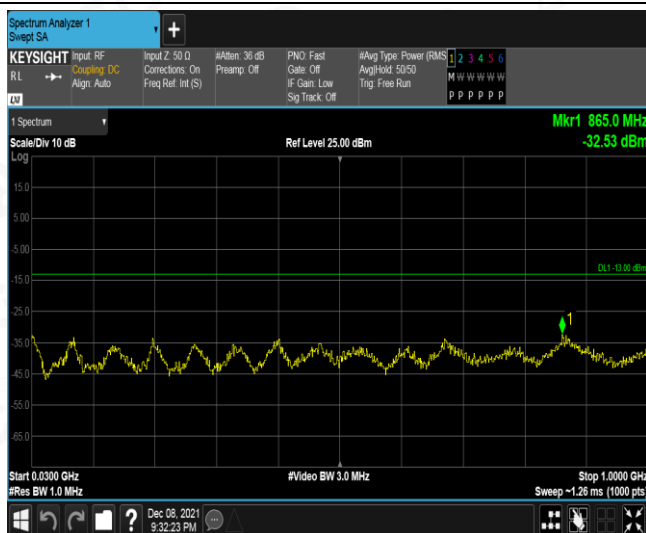 Spectrum Analyzer 1
Swept SA
+
KEYSIGHT
RL
LXI
Input: RF
Coupling: DC
Align: Auto
Input Z: 50 Ω
Corrections: On
Freq Ref: Int (S)
#Atten: 36 dB
Preamp: Off
PNO: Fast
Gate: Off
IF Gain: Low
Sig Track: Off
#Avg Type: Power (RMS
Avg|Hold: 50/50
Trig: Free Run
1 2 3 4 5 6
M W W W W W
P P P P P P
1 Spectrum
Scale/Div 10 dB
Log
Ref Level 25.00 dBm
Mkr1 865.0 MHz
-32.53 dBm
15.0
5.00
-5.00
-15.0
-25.0
-35.0
-45.0
-55.0
-65.0
DL1 -13.00 dBm
1
Start 0.0300 GHz
#Res BW 1.0 MHz
#Video BW 3.0 MHz
Stop 1.0000 GHz
Sweep ~1.26 ms (1000 pts)
?
Dec 08, 2021
9:32:23 PM